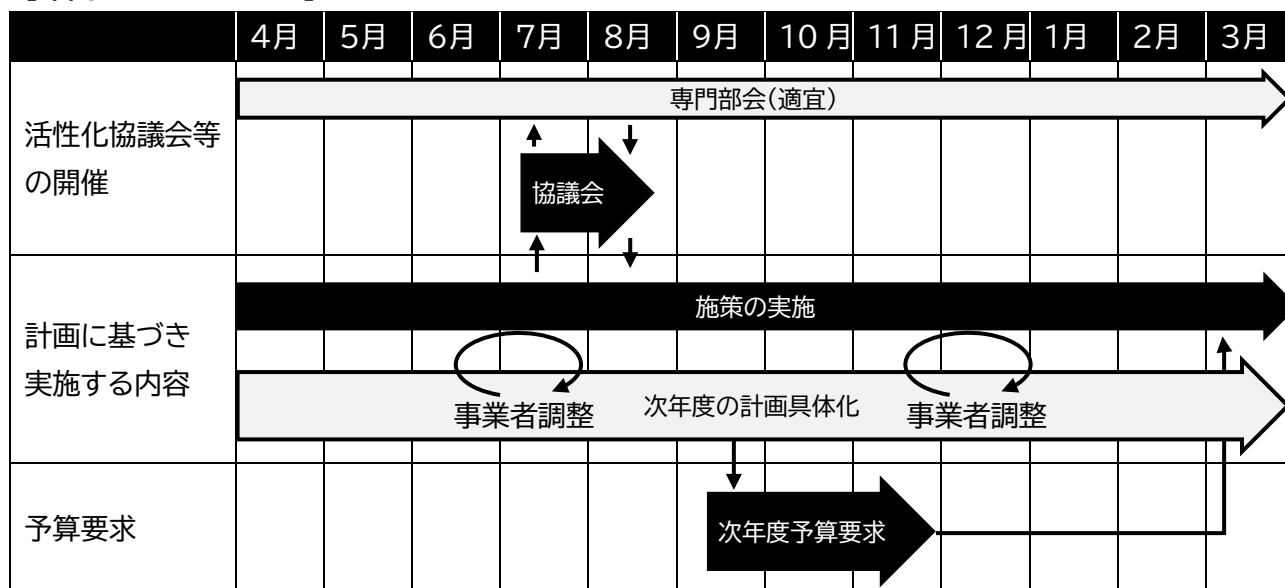 4月 5月 6月 7月 8月 9月 10月 11月 12月 1月 2月 3月
専門部会(適宜)
活性化協議会等
の開催
協議会
施策の実施
計画に基づき
実施する内容
次年度の計画具体化
事業者調整
事業者調整
予算要求
次年度予算要求